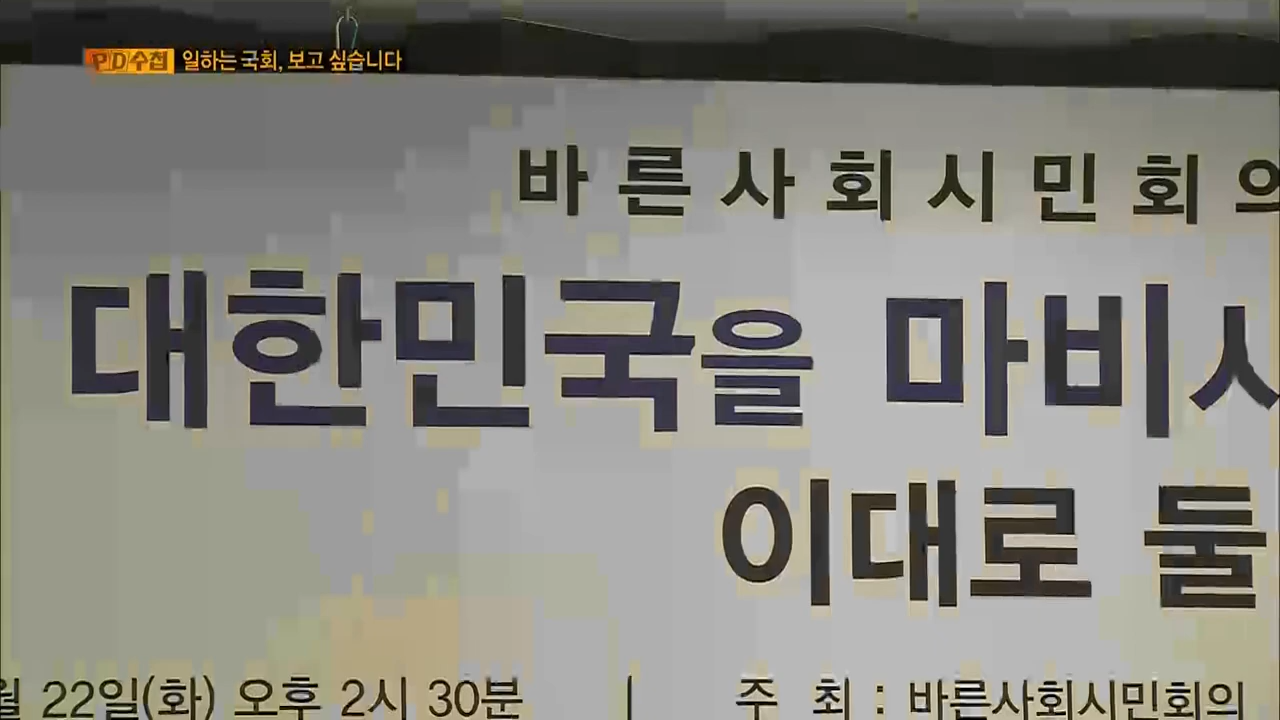 PD수첩 일하는 국회, 보고 싶습니다
바른사회시민회의
대한민국을 마비시
이대로 둘
월 22일(화) 오후 2시 30분 | 주 최 : 바른사회시민회의